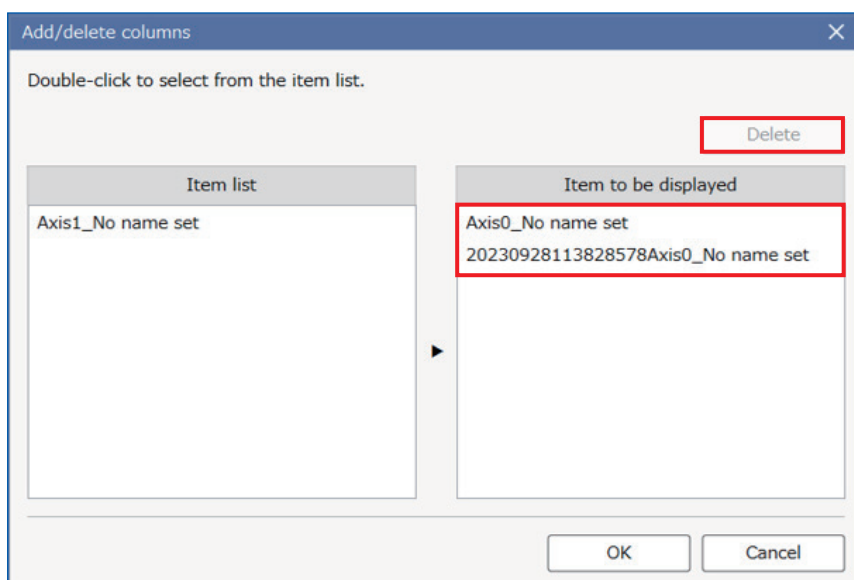 Add/delete columns
Double-click to select from the item list.
Delete
Item list
Axis1_No name set
Item to be displayed
Axis0_No name set
20230928113828578Axis0_No name set
OK
Cancel